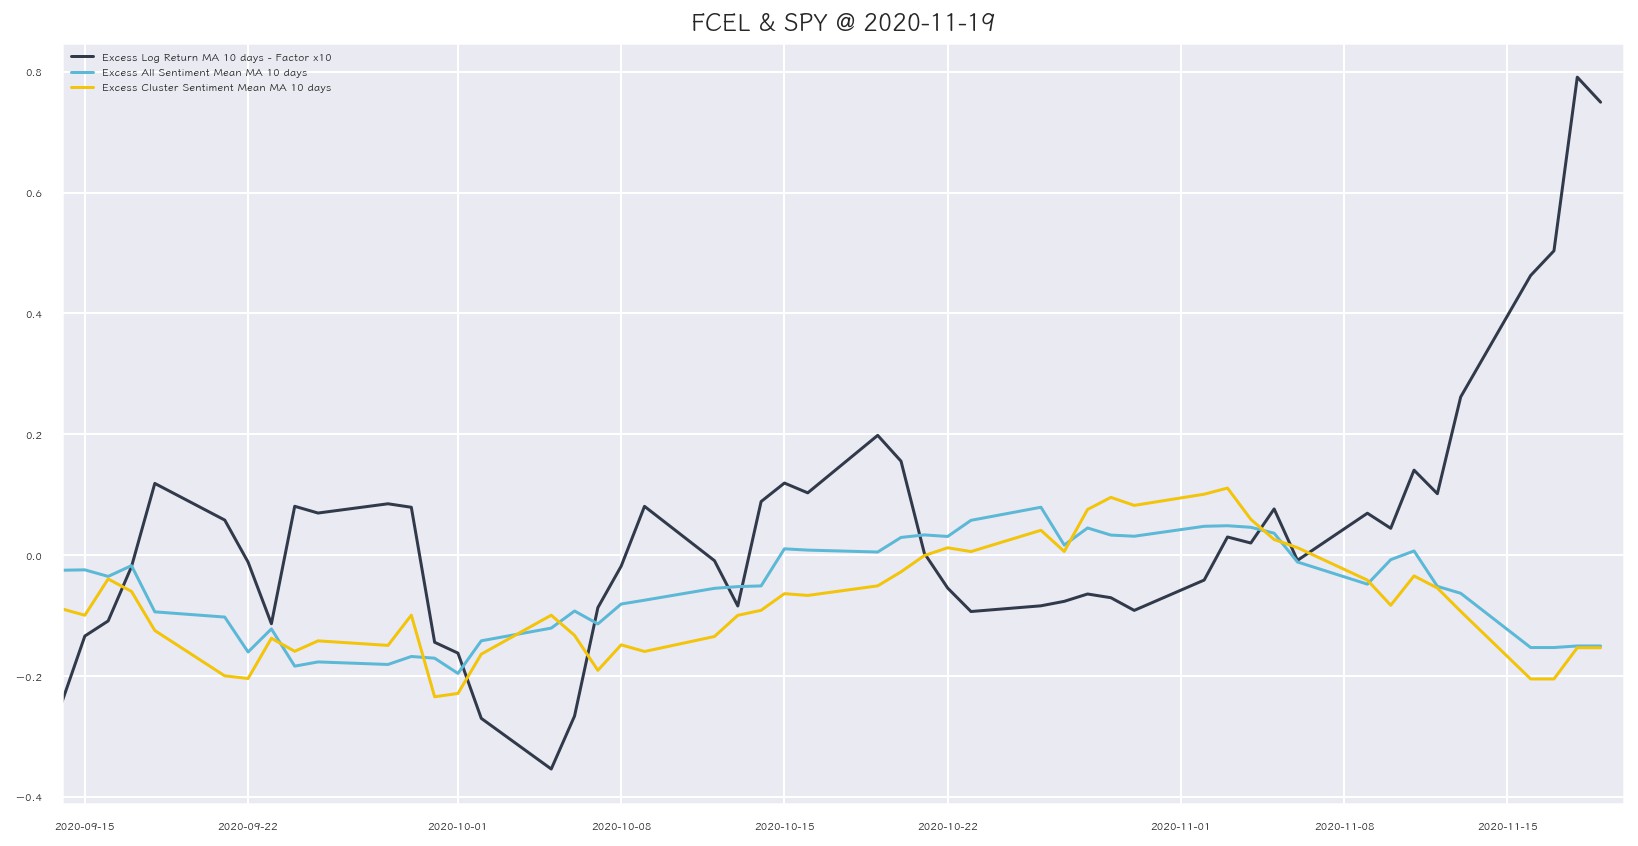 FCEL & SPY @ 2020-11-19
Excess Log Return MA 10 days - Factor x10
Excess All Sentiment Mean MA 10 days
Excess Cluster Sentiment Mean MA 10 days
0.8
0.6
0.4
0.2
0.0
−0.2
−0.4
2020-09-15 2020-09-22 2020-10-01 2020-10-08 2020-10-15 2020-10-22 2020-11-01 2020-11-08 2020-11-15